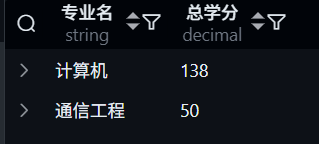 专业名 总学分
string decimal
计算机 138
通信工程 50